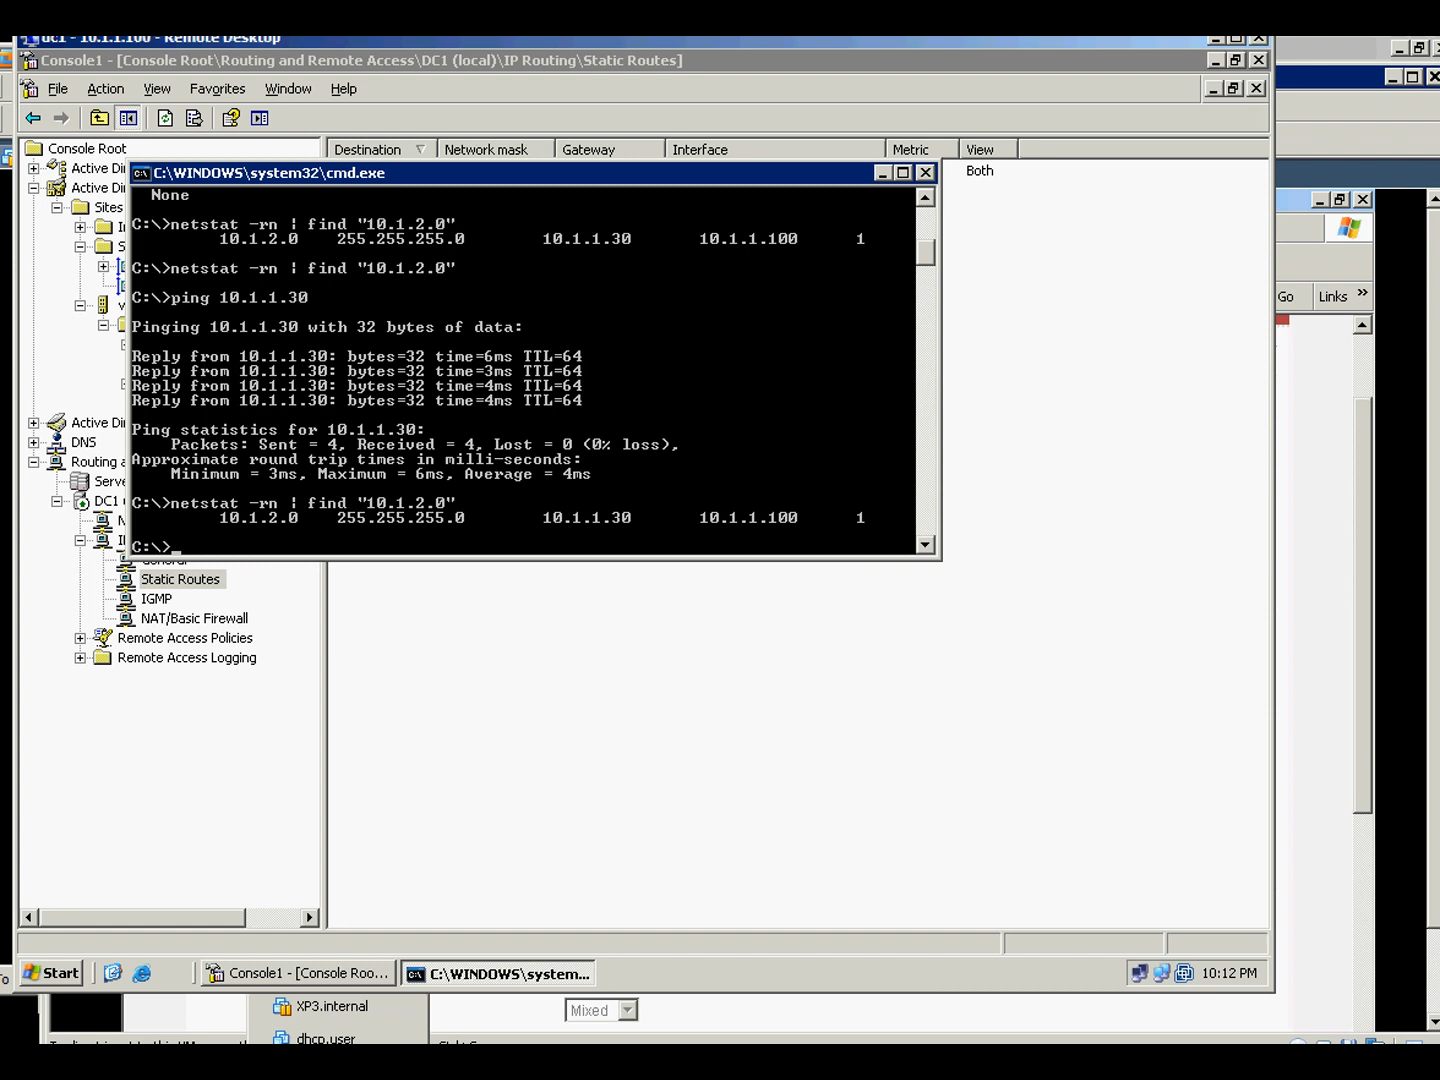 dc1 - 10.1.1.100 - Remote Desktop
Console1 - [Console Root\Routing and Remote Access\DC1 (local)\IP Routing\Static Routes]
File Action View Favorites Window Help
Console Root
Destination Network mask Gateway Interface Metric View
Active Di
C:\WINDOWS\system32\cmd.exe
Both
Active Di
None
Sites
C:\>netstat -rn | find "10.1.2.0"
10.1.2.0 255.255.255.0 10.1.1.30 10.1.1.100 1
C:\>netstat -rn | find "10.1.2.0"
C:\>ping 10.1.1.30
Go Links »
Pinging 10.1.1.30 with 32 bytes of data:
Reply from 10.1.1.30: bytes=32 time=6ms TTL=64
Reply from 10.1.1.30: bytes=32 time=3ms TTL=64
Reply from 10.1.1.30: bytes=32 time=4ms TTL=64
Reply from 10.1.1.30: bytes=32 time=4ms TTL=64
Active Di
Ping statistics for 10.1.1.30:
DNS
Packets: Sent = 4, Received = 4, Lost = 0 (0% loss),
Routing a
Approximate round trip times in milli-seconds:
Minimum = 3ms, Maximum = 6ms, Average = 4ms
Serve
DC1
C:\>netstat -rn | find "10.1.2.0"
10.1.2.0 255.255.255.0 10.1.1.30 10.1.1.100 1
C:\>_
General
Static Routes
IGMP
NAT/Basic Firewall
Remote Access Policies
Remote Access Logging
Start
Console1 - [Console Roo...
C:\WINDOWS\system...
10:12 PM
XP3.internal
Mixed
dhcp.user